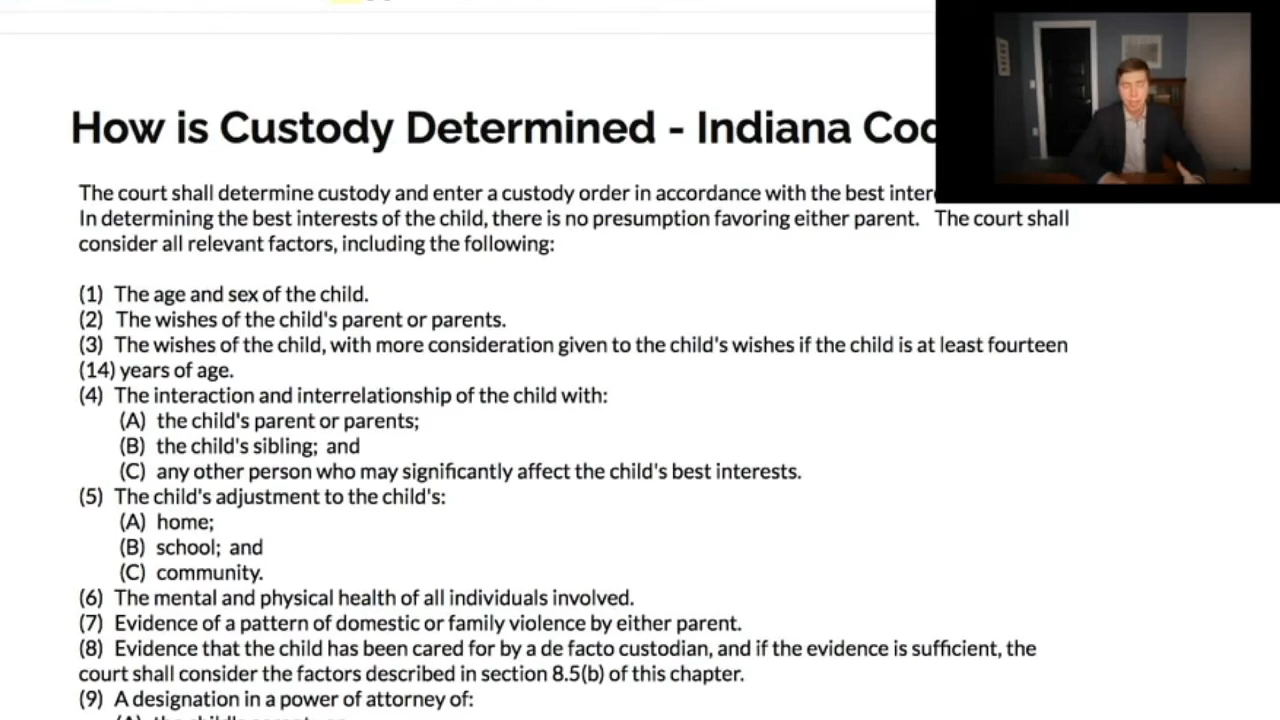 How is Custody Determined - Indiana Cod
The court shall determine custody and enter a custody order in accordance with the best inter
In determining the best interests of the child, there is no presumption favoring either parent. The court shall
consider all relevant factors, including the following:
(1) The age and sex of the child.
(2) The wishes of the child's parent or parents.
(3) The wishes of the child, with more consideration given to the child's wishes if the child is at least fourteen
(14) years of age.
(4) The interaction and interrelationship of the child with:
(A) the child's parent or parents;
(B) the child's sibling; and
(C) any other person who may significantly affect the child's best interests.
(5) The child's adjustment to the child's:
(A) home;
(B) school; and
(C) community.
(6) The mental and physical health of all individuals involved.
(7) Evidence of a pattern of domestic or family violence by either parent.
(8) Evidence that the child has been cared for by a de facto custodian, and if the evidence is sufficient, the
court shall consider the factors described in section 8.5(b) of this chapter.
(9) A designation in a power of attorney of: